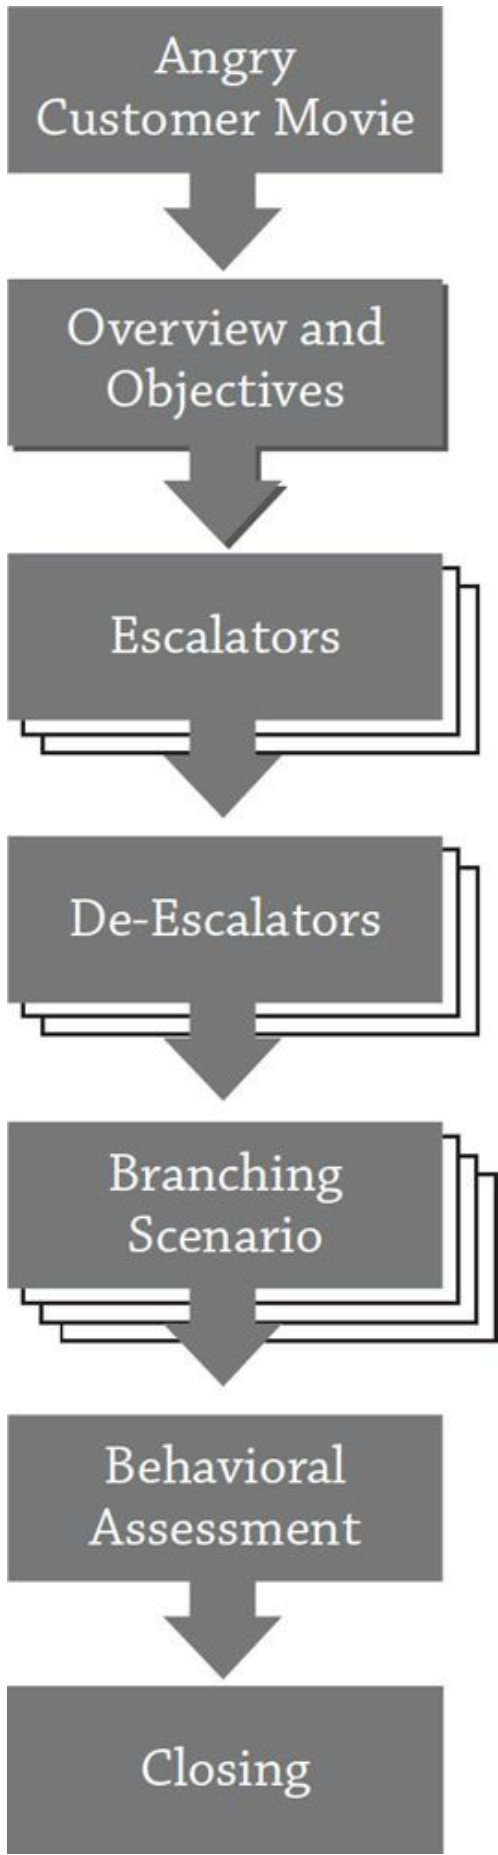 Angry
Customer Movie
Overview and
Objectives
Escalators
De-Escalators
Branching
Scenario
Behavioral
Assessment
Closing